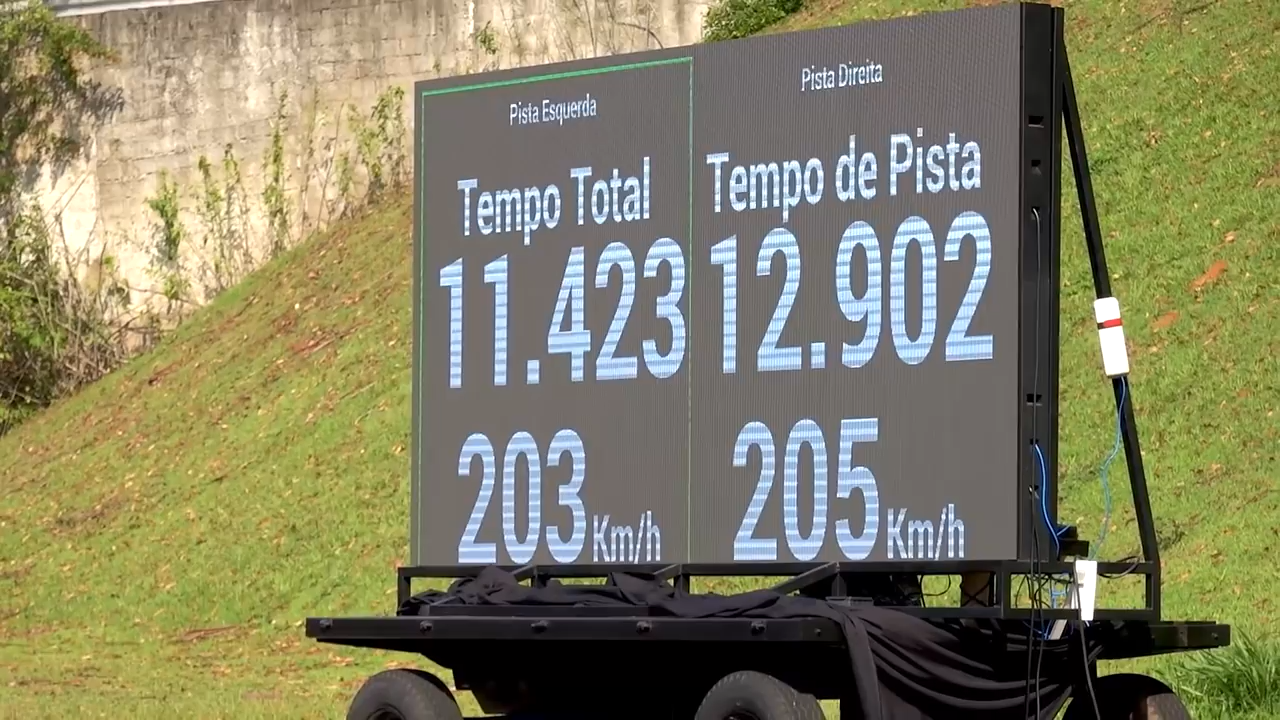 Pista Esquerda
Tempo Total
11.423
203 Km/h
Pista Direita
Tempo de Pista
12.902
205 Km/h